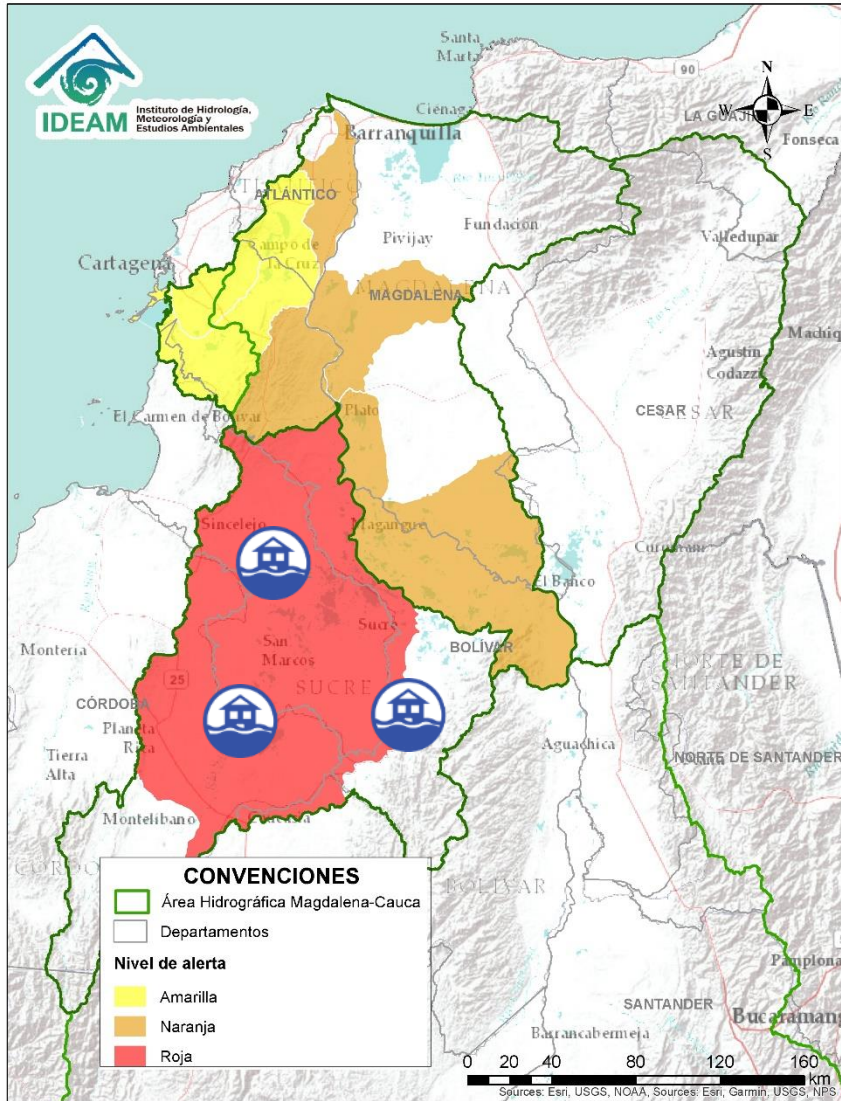 IDEAM
Instituto de Hidrología,
Meteorología y
Estudios Ambientales
Santa
Marta
90
N
W
E
S
LA GUAJI
Fonseca
Ciénaga
Barranquilla
ATLÁNTICO
Fundación
Pivijay
Valledupar
Campo de
la Cruz
Cartagena
MAGDALENA
MAGDALENA
Agustín
Codazzi
Machiq
CESAR
CESAR
El Carmen de Bolívar
Plato
Sincelejo
Magangue
Curumaní
El Banco
Sucre
Montería
San
Marcos
BOLÍVAR
25
SUCRE
NORTE DE
SANTANDER
CÓRDOBA
Planeta
Rica
Tierra
Alta
Aguachica
NORTE DE SANTANDER
Montelíbano
BOLÍVAR
CONVENCIONES
Área Hidrográfica Magdalena-Cauca
Departamentos
Nivel de alerta
Amarilla
Naranja
Roja
Pamplona
SANTANDER
Bucaramang
Barrancabermeja
0 20 40 80 120 160
km
Sources: Esri, USGS, NOAA, Sources: Esri, Garmin, USGS, NPS